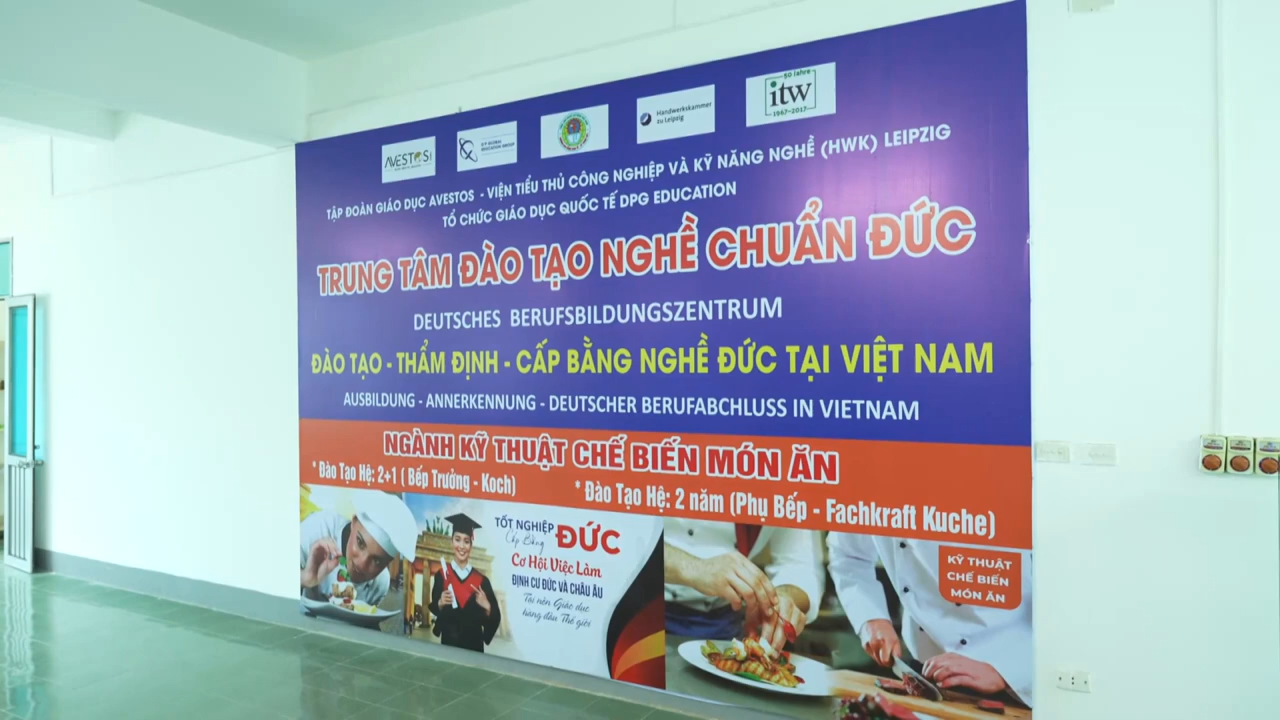 AVESTOS
ICT GLOBAL
EDUCATION GROUP
Handwerkskammer
zu Leipzig
50 Jahre
itw
1967-2017
TẬP ĐOÀN GIÁO DỤC AVESTOS - VIỆN TIỂU THỦ CÔNG NGHIỆP VÀ KỸ NĂNG NGHỀ (HWK) LEIPZIG
TỔ CHỨC GIÁO DỤC QUỐC TẾ DPG EDUCATION
TRUNG TÂM ĐÀO TẠO NGHỀ CHUẨN ĐỨC
DEUTSCHES BERUFSBILDUNGSZENTRUM
ĐÀO TẠO - THẨM ĐỊNH - CẤP BẰNG NGHỀ ĐỨC TẠI VIỆT NAM
AUSBILDUNG - ANNERKENNUNG - DEUTSCHER BERUFABCHLUSS IN VIETNAM
NGÀNH KỸ THUẬT CHẾ BIẾN MÓN ĂN
* Đào Tạo Hệ: 2+1 ( Bếp Trưởng - Koch)
* Đào Tạo Hệ: 2 năm (Phụ Bếp - Fachkraft Kuche)
TỐT NGHIỆP
Cấp Bằng
ĐỨC
Cơ Hội Việc Làm
ĐỊNH CƯ ĐỨC VÀ CHÂU ÂU
Tại nền Giáo dục
hàng đầu Thế giới
KỸ THUẬT
CHẾ BIẾN
MÓN ĂN